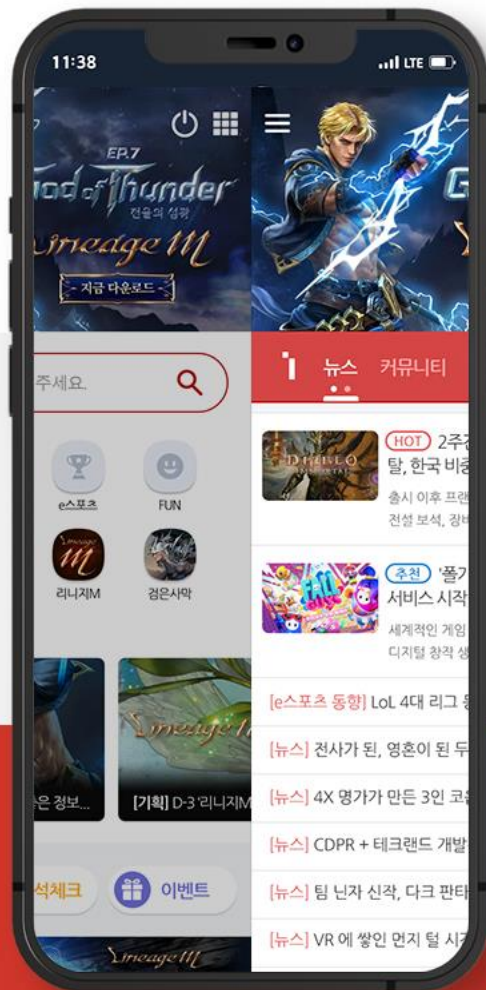 11:38
LTE
EP.7
God of Thunder
전율의 섬광
Lineage M
지금 다운로드
주세요.
e스포츠
FUN
리니지M
검은사막
은 정보...
[기획] D-3 '리니지M
석체크
이벤트
Lineage M
뉴스
커뮤니티
DIABLO
IMMORTAL
HOT 2주
탈, 한국 비중
출시 이후 프랜
전설 보석, 장비
FALL
추천 '폴가
서비스 시작
세계적인 게임
디지털 창작 생
[e스포츠 동향] LoL 4대 리그
[뉴스] 전사가 된, 영혼이 된 두
[뉴스] 4X 명가가 만든 3인
[뉴스] CDPR + 테크랜드 개발
[뉴스] 팀 닌자 신작, 다크 판타
[뉴스] VR 에 쌓인 먼지 털